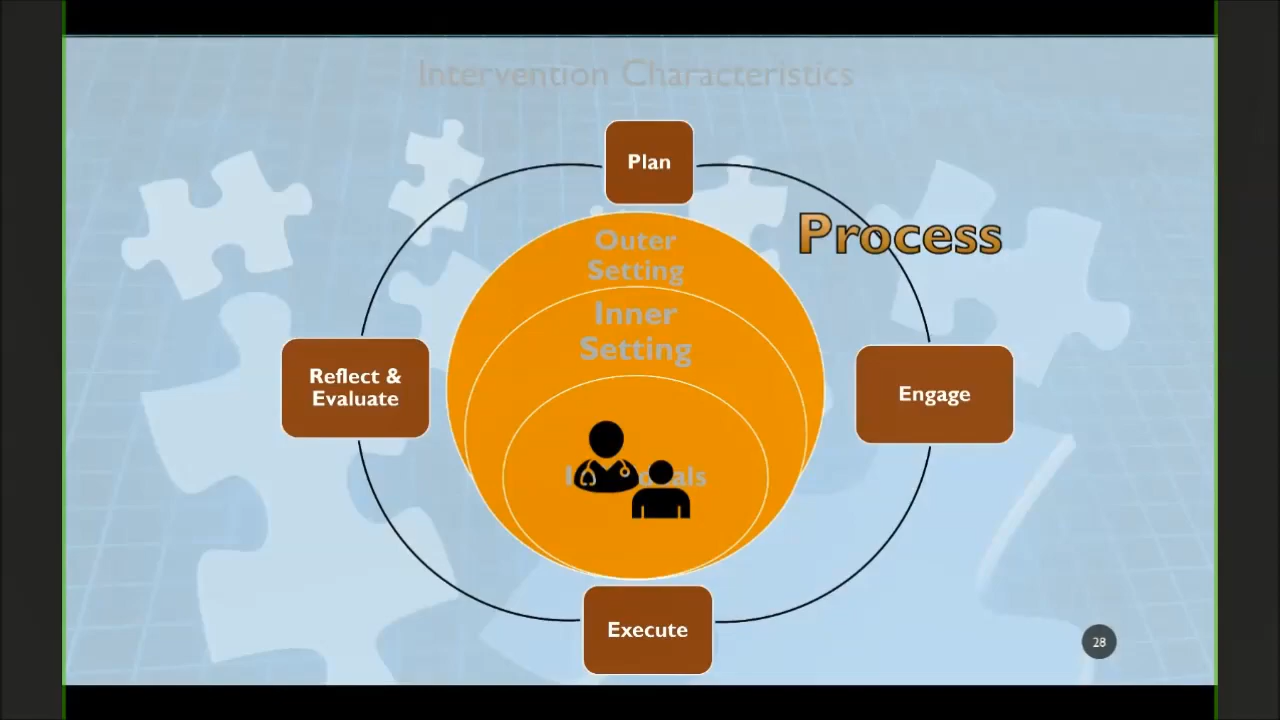 Intervention Characteristics
Plan
Process
Outer
Setting
Inner
Setting
Reflect &
Evaluate
Engage
Execute
28